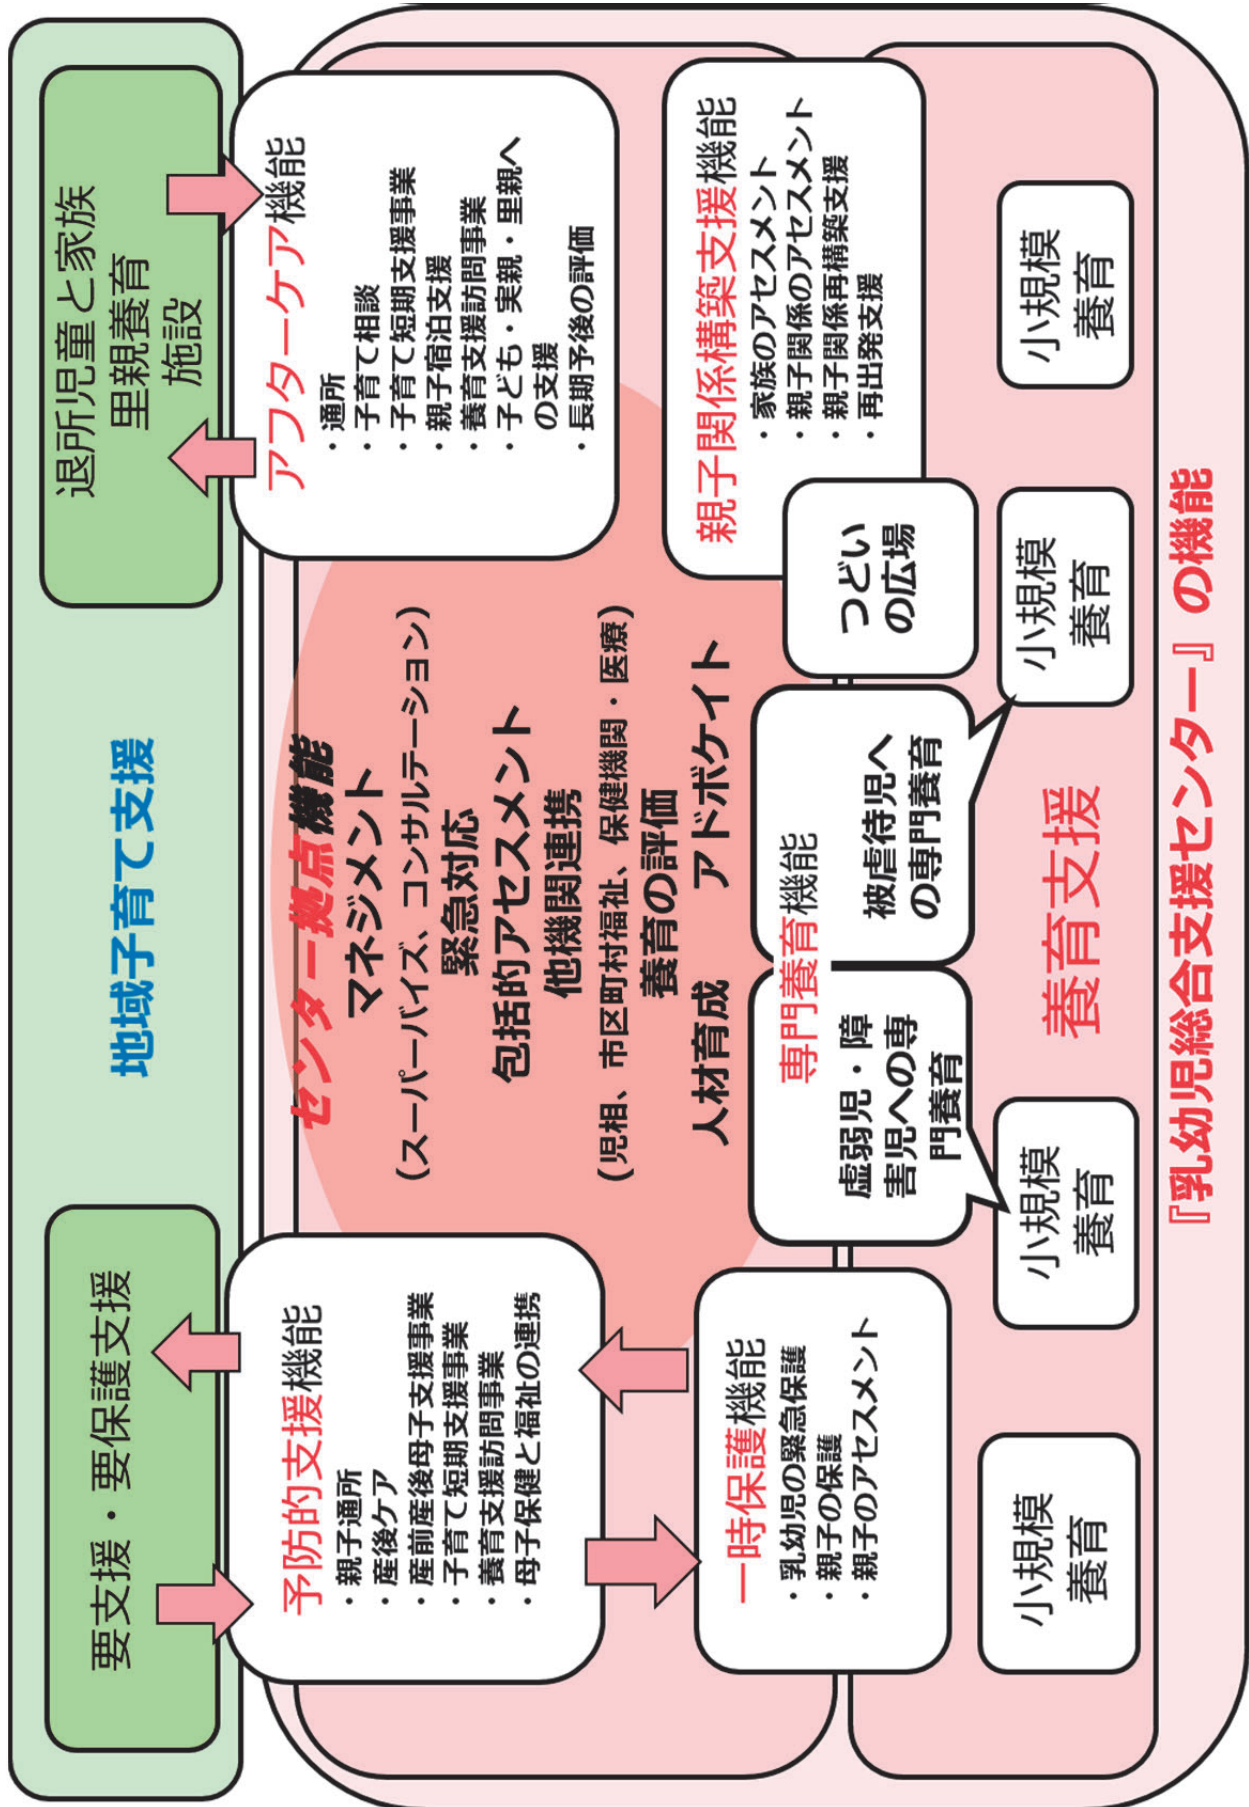 地域子育て支援
要支援・要保護支援
退所児童と家族
里親養育
施設
予防的支援機能
・親子通所
・産後ケア
・産前産後母子支援事業
・子育て短期支援事業
・養育支援訪問事業
・母子保健と福祉の連携
センター拠点機能
マネジメント
(スーパーバイズ、コンサルテーション)
緊急対応
包括的アセスメント
他機関連携
(児相、市区町村福祉、保健機関・医療)
養育の評価
人材育成 アドボケイト
アフターケア機能
・通所
・子育て相談
・子育て短期支援事業
・親子宿泊支援
・養育支援訪問事業
・子ども・実親・里親へ
の支援
・長期予後の評価
一時保護機能
・乳幼児の緊急保護
・親子の保護
・親子のアセスメント
専門養育機能
虚弱児・障
害児への専
門養育
被虐待児へ
の専門養育
つどい
の広場
親子関係構築支援機能
・家族のアセスメント
・親子関係のアセスメント
・親子関係再構築支援
・再出発支援
小規模
養育
小規模
養育
養育支援
小規模
養育
小規模
養育
『乳幼児総合支援センター』の機能